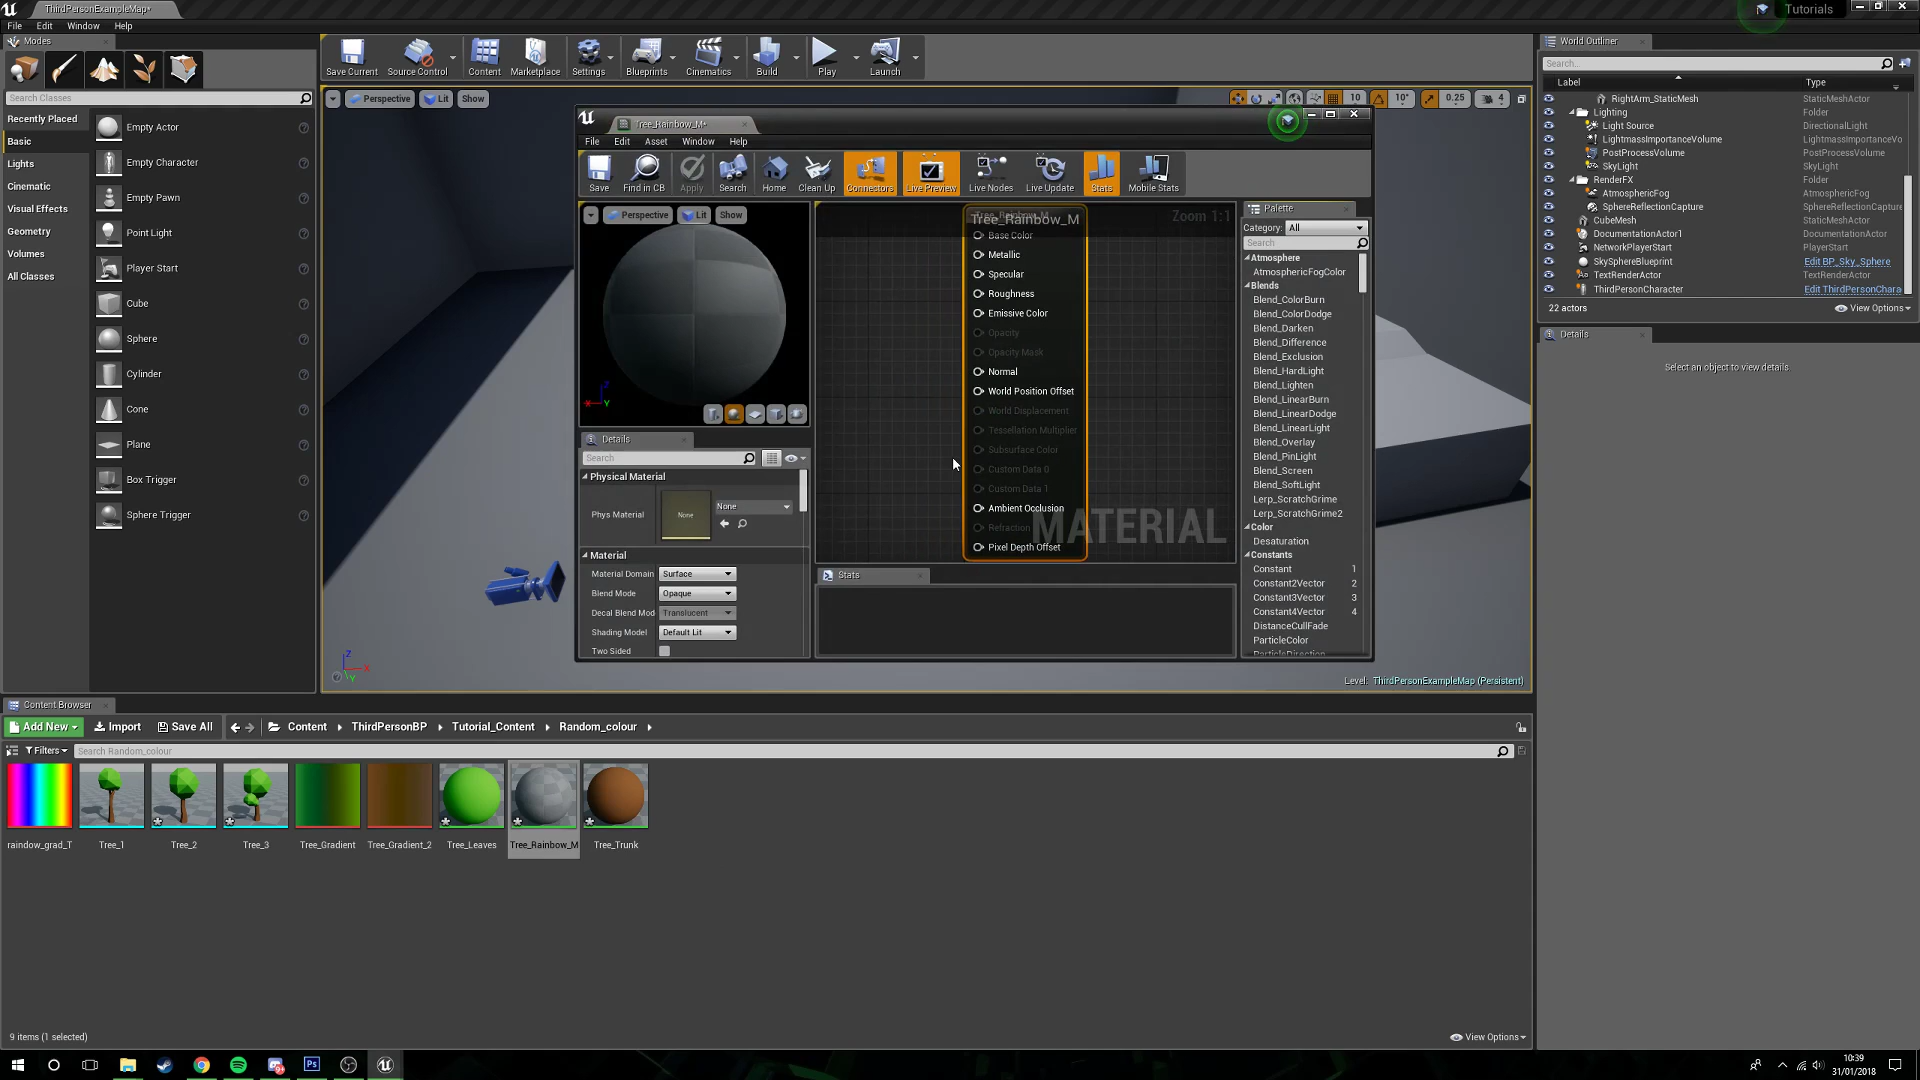 ThirdPersonExampleMap*
Tutorials
File Edit Window Help
Modes
Search Classes
Recently Placed
Basic
Lights
Cinematic
Visual Effects
Geometry
Volumes
All Classes
Empty Actor
Empty Character
Empty Pawn
Point Light
Player Start
Cube
Sphere
Cylinder
Cone
Plane
Box Trigger
Sphere Trigger
Save Current
Source Control
Content
Marketplace
Settings
Blueprints
Cinematics
Build
Play
Launch
Perspective Lit Show
10 10° 0.25 4
Tree_Rainbow_M*
File Edit Asset Window Help
Save
Find in CB
Apply
Search
Home
Clean Up
Connectors
Live Preview
Live Nodes
Live Update
Stats
Mobile Stats
Perspective Lit Show
Details
Search
Physical Material
Phys Material
None
None
Material
Material Domain Surface
Blend Mode Opaque
Decal Blend Mod Translucent
Shading Model Default Lit
Two Sided
Zoom 1:1
Tree_Rainbow_M
Base Color
Metallic
Specular
Roughness
Emissive Color
Opacity
Opacity Mask
Normal
World Position Offset
World Displacement
Tessellation Multiplier
Subsurface Color
Custom Data 0
Custom Data 1
Ambient Occlusion
Refraction
Pixel Depth Offset
MATERIAL
Stats
Palette
Category: All
Search
Atmosphere
AtmosphericFogColor
Blends
Blend_ColorBurn
Blend_ColorDodge
Blend_Darken
Blend_Difference
Blend_Exclusion
Blend_HardLight
Blend_Lighten
Blend_LinearBurn
Blend_LinearDodge
Blend_LinearLight
Blend_Overlay
Blend_PinLight
Blend_Screen
Blend_SoftLight
Lerp_ScratchGrime
Lerp_ScratchGrime2
Color
Desaturation
Constants
Constant 1
Constant2Vector 2
Constant3Vector 3
Constant4Vector 4
DistanceCullFade
ParticleColor
ParticleDirection
Level: ThirdPersonExampleMap (Persistent)
World Outliner
Search...
Label Type
RightArm_StaticMesh StaticMeshActor
Lighting Folder
Light Source DirectionalLight
LightmassImportanceVolume LightmassImportanceVo
PostProcessVolume PostProcessVolume
SkyLight SkyLight
RenderFX Folder
AtmosphericFog AtmosphericFog
SphereReflectionCapture SphereReflectionCapture
CubeMesh StaticMeshActor
DocumentationActor1 DocumentationActor
NetworkPlayerStart PlayerStart
SkySphereBlueprint Edit BP_Sky_Sphere
TextRenderActor TextRenderActor
ThirdPersonCharacter Edit ThirdPersonChara
22 actors
View Options
Details
Select an object to view details.
Content Browser
Add New
Import
Save All
Content ThirdPersonBP Tutorial_Content Random_colour
Filters
Search Random_colour
raindow_grad_T
Tree_1
Tree_2
Tree_3
Tree_Gradient
Tree_Gradient_2
Tree_Leaves
Tree_Rainbow_M
Tree_Trunk
9 items (1 selected)
View Options
10:39
31/01/2018